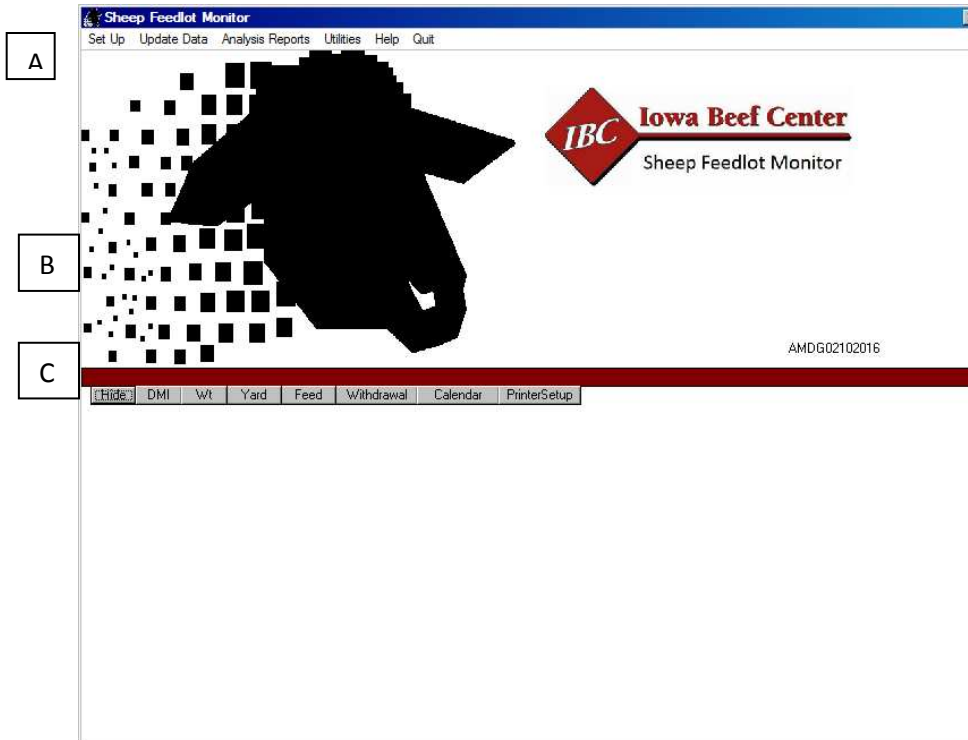 Sheep Feedlot Monitor
Set Up Update Data Analysis Reports Utilities Help Quit
A
IBC Iowa Beef Center
Sheep Feedlot Monitor
B
AMDG02102016
C
Hide DMI Wt Yard Feed Withdrawal Calendar PrinterSetup